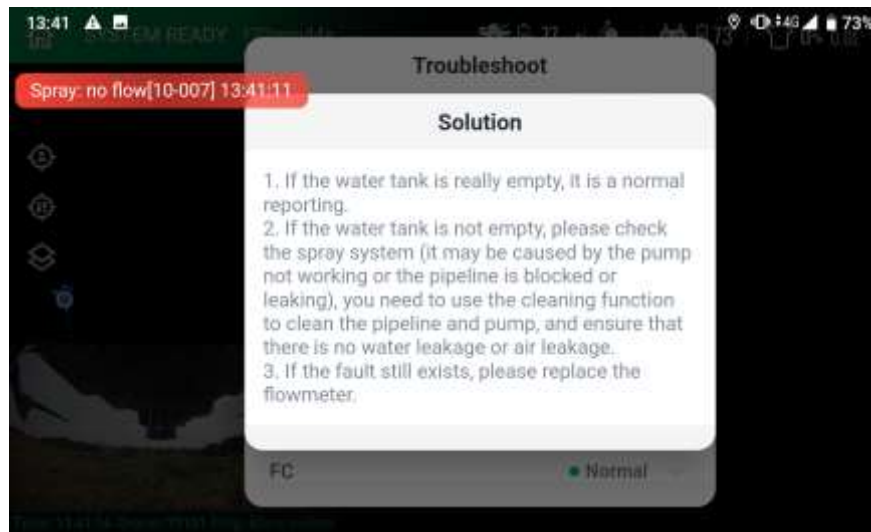 13:41
4G 73%
SYSTEM READY
Troubleshoot
Spray: no flow[10-007] 13:41:11
Solution
1. If the water tank is really empty, it is a normal
reporting.
2. If the water tank is not empty, please check
the spray system (it may be caused by the pump
not working or the pipeline is blocked or
leaking), you need to use the cleaning function
to clean the pipeline and pump, and ensure that
there is no water leakage or air leakage.
3. If the fault still exists, please replace the
flowmeter.
FC
Normal